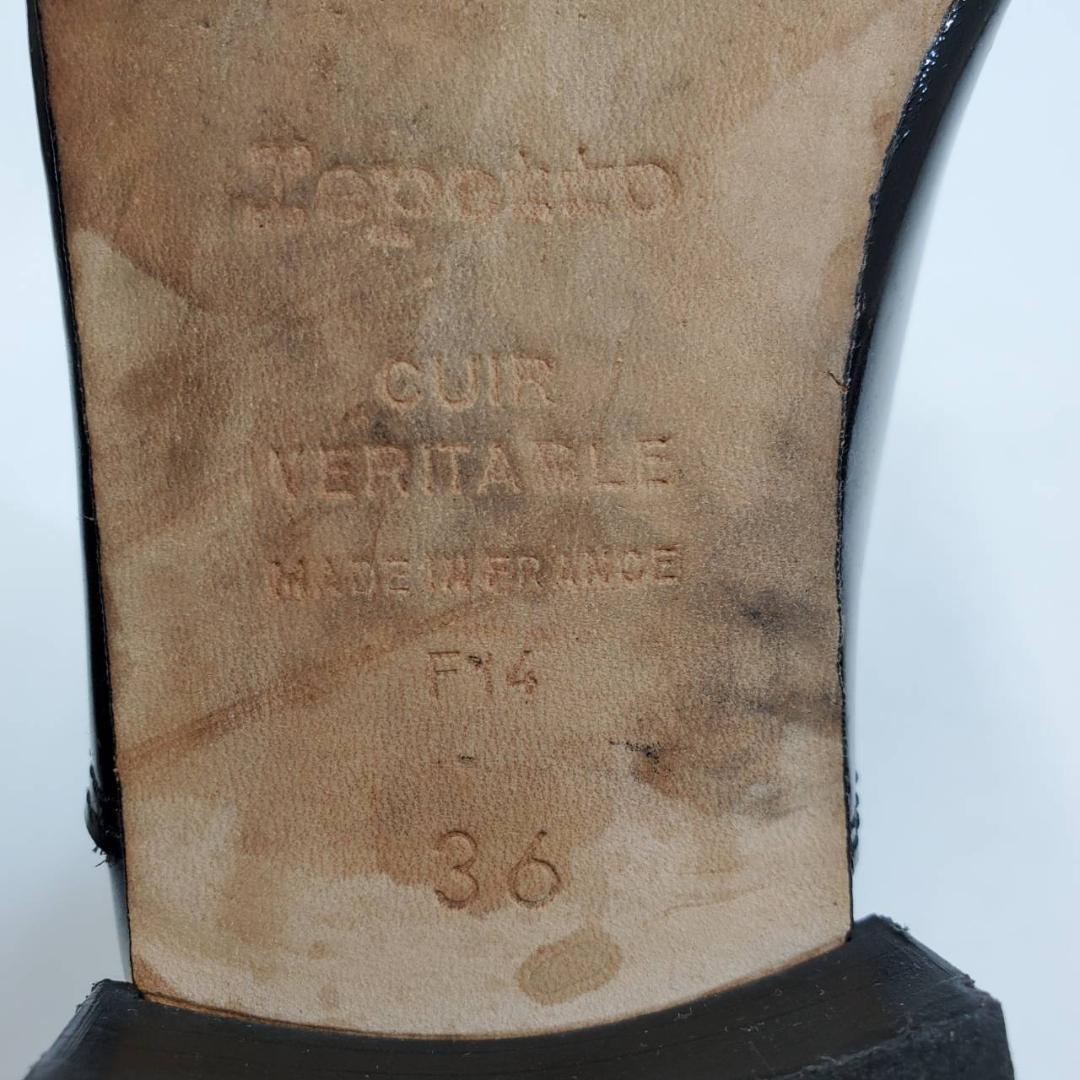 repetto
CUIR
VERITABLE
MADE IN FRANCE
F14
36